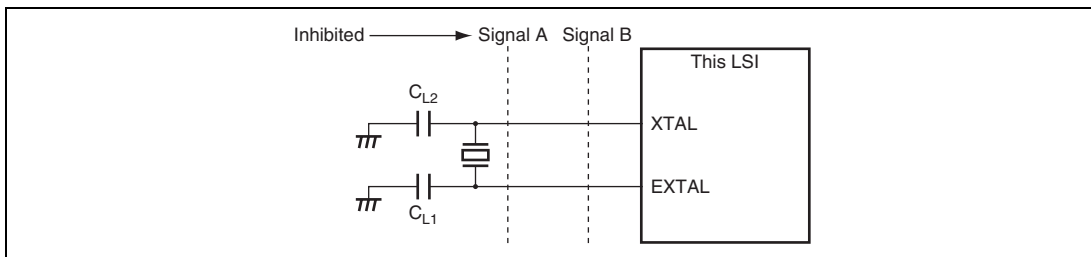 Inhibited Signal A Signal B
This LSI
CL2
XTAL
EXTAL
CL1